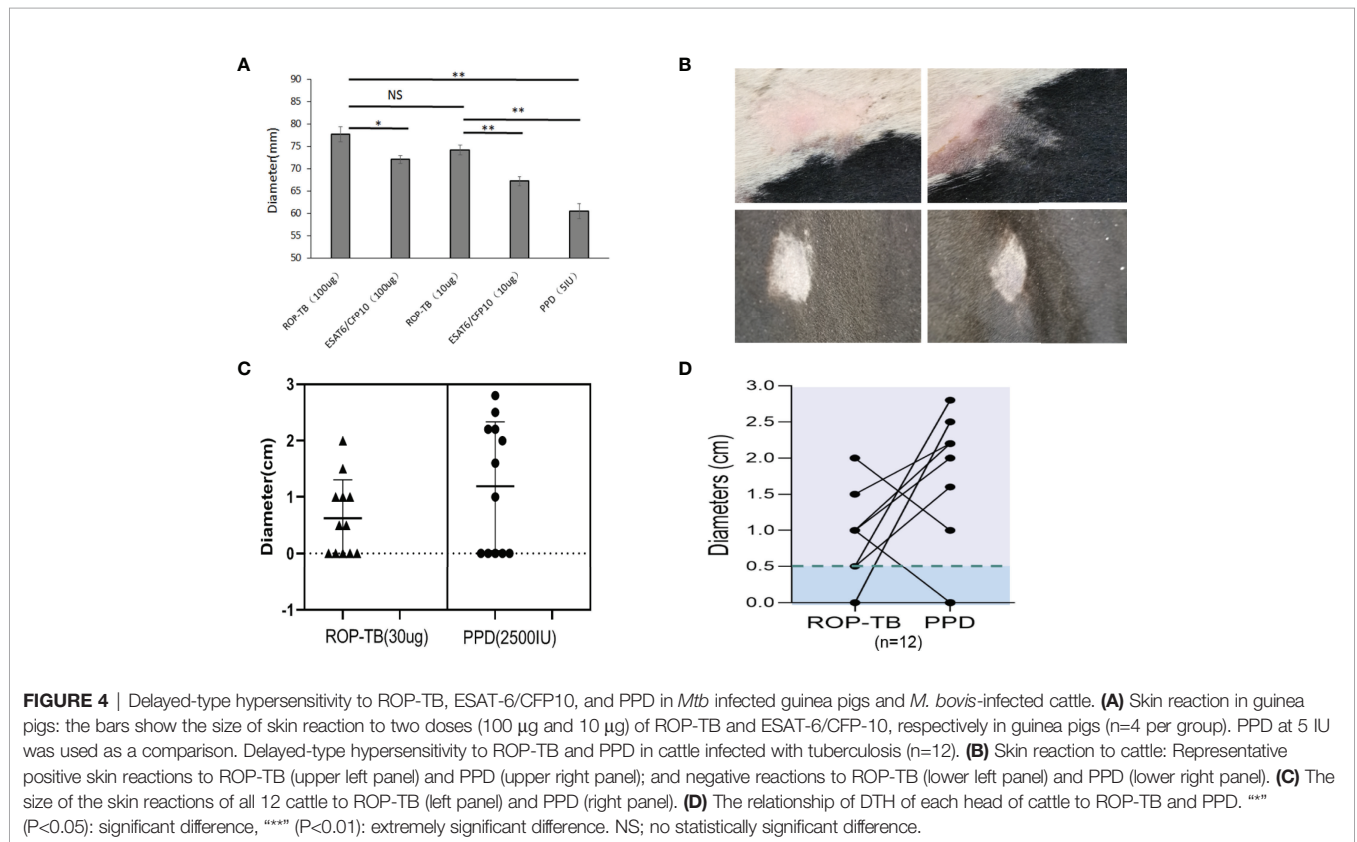 A
90
85
80
75
70
65
60
55
50
Diameter(mm)
**
NS
**
*
**
ROP-TB（100ug）
ESAT6/CFP10（100ug）
ROP-TB（10ug）
ESAT6/CFP10（10ug）
PPD（5IU）
B
C
3
2
1
0
-1
Diameter(cm)
ROP-TB(30ug)
PPD(2500IU)
D
3.0
2.5
2.0
1.5
1.0
0.5
0.0
Diameters (cm)
ROP-TB
PPD
(n=12)
FIGURE 4 | Delayed-type hypersensitivity to ROP-TB, ESAT-6/CFP10, and PPD in Mtb infected guinea pigs and M. bovis-infected cattle. (A) Skin reaction in guinea
pigs: the bars show the size of skin reaction to two doses (100 μg and 10 μg) of ROP-TB and ESAT-6/CFP-10, respectively in guinea pigs (n=4 per group). PPD at 5 IU
was used as a comparison. Delayed-type hypersensitivity to ROP-TB and PPD in cattle infected with tuberculosis (n=12). (B) Skin reaction to cattle: Representative
positive skin reactions to ROP-TB (upper left panel) and PPD (upper right panel); and negative reactions to ROP-TB (lower left panel) and PPD (lower right panel). (C) The
size of the skin reactions of all 12 cattle to ROP-TB (left panel) and PPD (right panel). (D) The relationship of DTH of each head of cattle to ROP-TB and PPD. “*”
(P<0.05): significant difference, “**” (P<0.01): extremely significant difference. NS; no statistically significant difference.